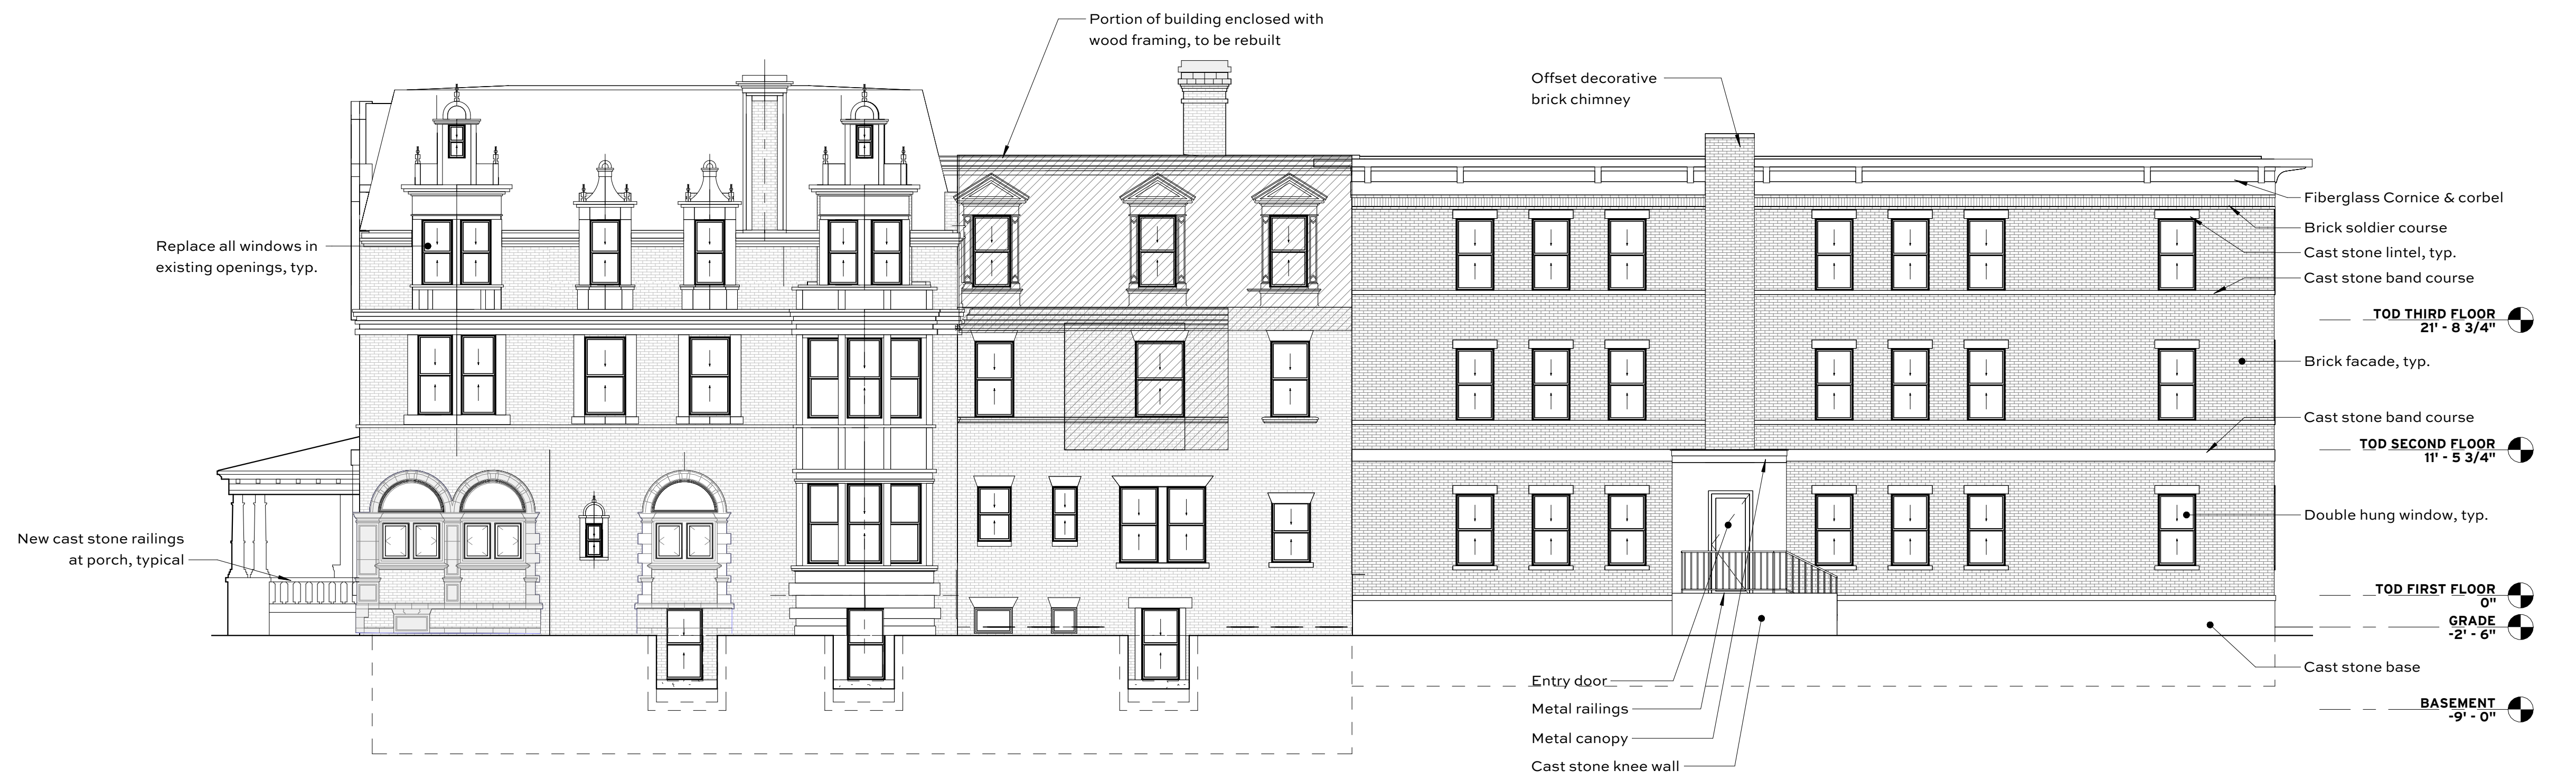 Portion of building enclosed with
wood framing, to be rebuilt
Offset decorative
brick chimney
Replace all windows in
existing openings, typ.
New cast stone railings
at porch, typical
Fiberglass Cornice & corbel
Brick soldier course
Cast stone lintel, typ.
Cast stone band course
TOD THIRD FLOOR
21' - 8 3/4"
Brick facade, typ.
Cast stone band course
TOD SECOND FLOOR
11' - 5 3/4"
Double hung window, typ.
TOD FIRST FLOOR
0"
GRADE
-2' - 6"
Cast stone base
BASEMENT
-9' - 0"
Entry door
Metal railings
Metal canopy
Cast stone knee wall